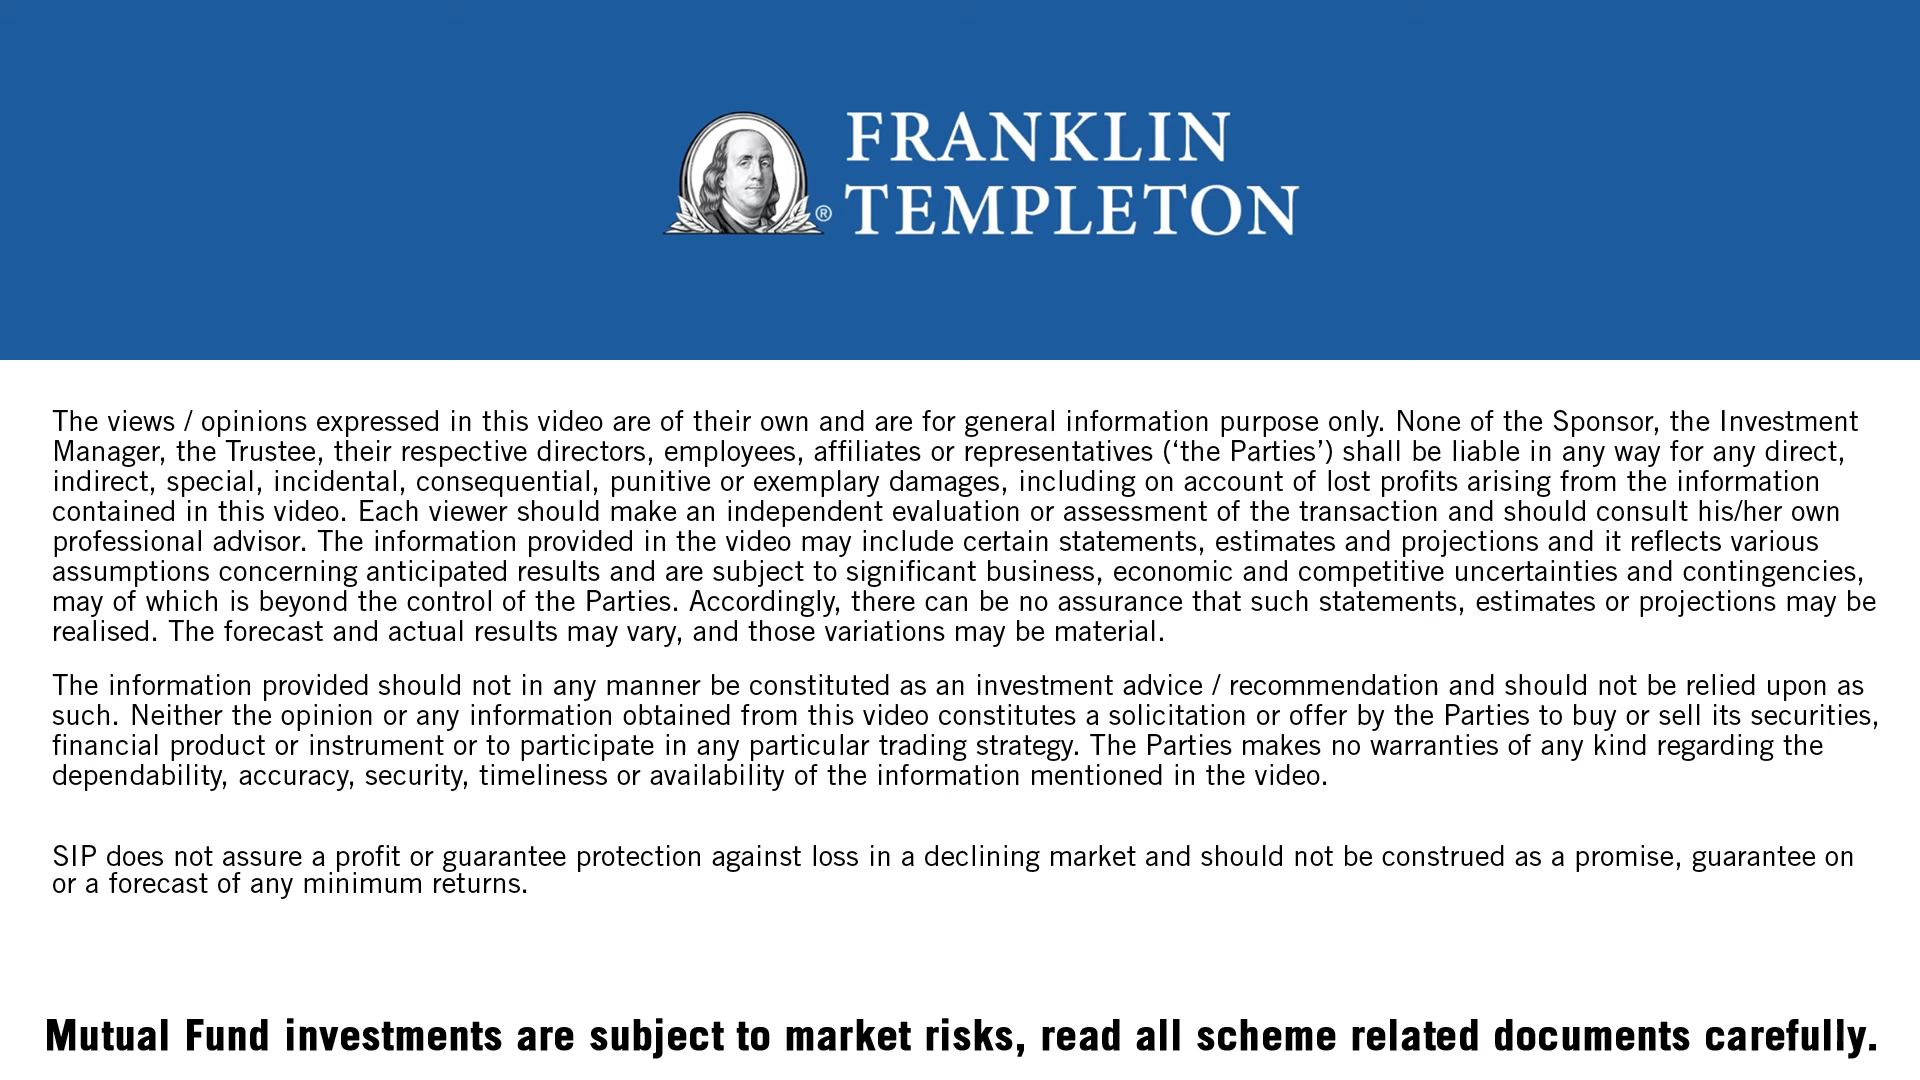 FRANKLIN
TEMPLETON
®
The views / opinions expressed in this video are of their own and are for general information purpose only. None of the Sponsor, the Investment
Manager, the Trustee, their respective directors, employees, affiliates or representatives (‘the Parties’) shall be liable in any way for any direct,
indirect, special, incidental, consequential, punitive or exemplary damages, including on account of lost profits arising from the information
contained in this video. Each viewer should make an independent evaluation or assessment of the transaction and should consult his/her own
professional advisor. The information provided in the video may include certain statements, estimates and projections and it reflects various
assumptions concerning anticipated results and are subject to significant business, economic and competitive uncertainties and contingencies,
may of which is beyond the control of the Parties. Accordingly, there can be no assurance that such statements, estimates or projections may be
realised. The forecast and actual results may vary, and those variations may be material.
The information provided should not in any manner be constituted as an investment advice / recommendation and should not be relied upon as
such. Neither the opinion or any information obtained from this video constitutes a solicitation or offer by the Parties to buy or sell its securities,
financial product or instrument or to participate in any particular trading strategy. The Parties makes no warranties of any kind regarding the
dependability, accuracy, security, timeliness or availability of the information mentioned in the video.
SIP does not assure a profit or guarantee protection against loss in a declining market and should not be construed as a promise, guarantee on
or a forecast of any minimum returns.
Mutual Fund investments are subject to market risks, read all scheme related documents carefully.